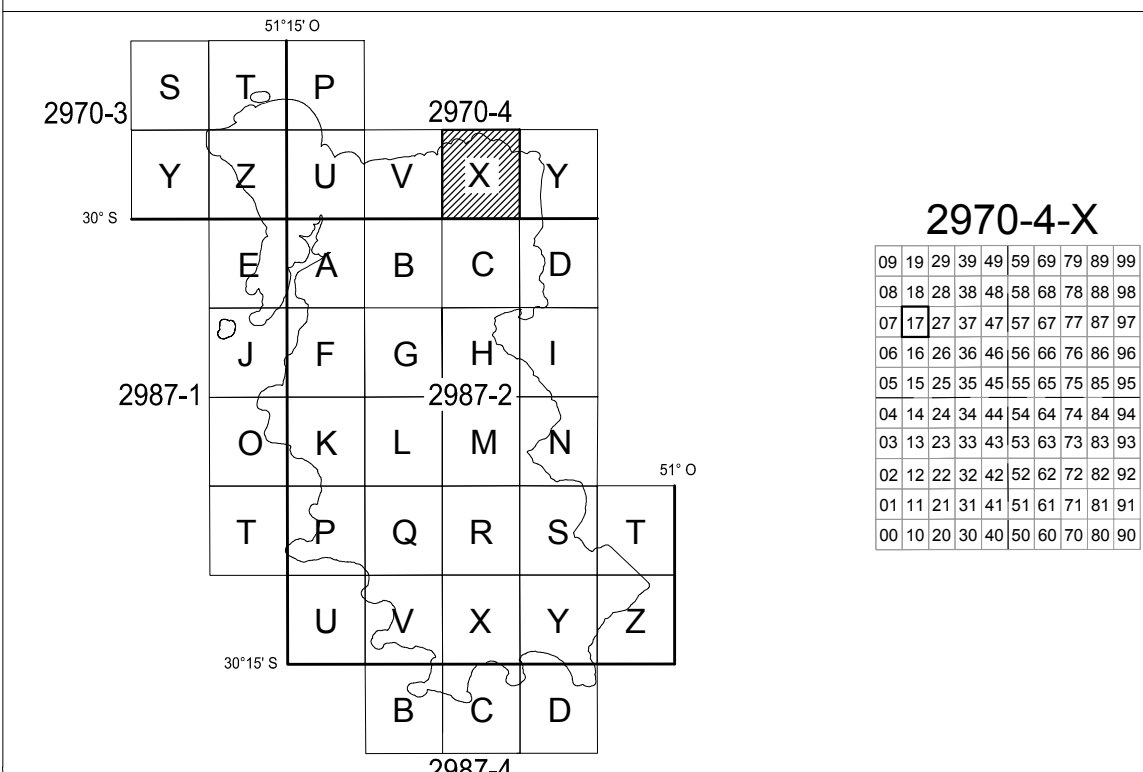 51°15' O
S T P
2970-3 2970-4
Y Z U V X Y
30° S
E A B C D
J F G H I
2987-1 2987-2
O K L M N
51° O
T P Q R S T
U V X Y Z
30°15' S
B C D
2987-4
2970-4-X
09 19 29 39 49 59 69 79 89 99
08 18 28 38 48 58 68 78 88 98
07 17 27 37 47 57 67 77 87 97
06 16 26 36 46 56 66 76 86 96
05 15 25 35 45 55 65 75 85 95
04 14 24 34 44 54 64 74 84 94
03 13 23 33 43 53 63 73 83 93
02 12 22 32 42 52 62 72 82 92
01 11 21 31 41 51 61 71 81 91
00 10 20 30 40 50 60 70 80 90